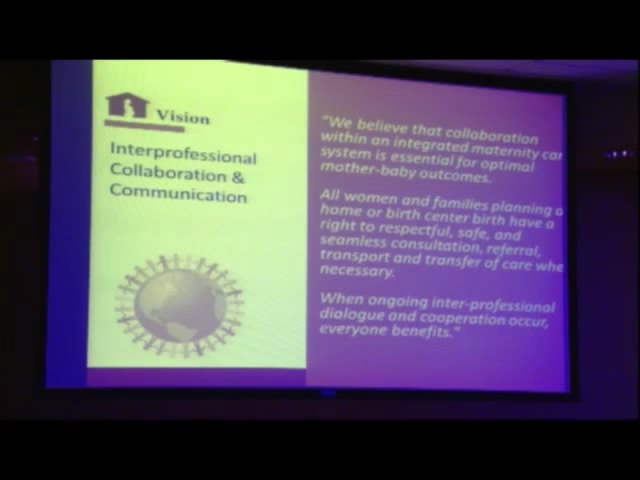 Vision
Interprofessional
Collaboration &
Communication
"We believe that collaboration
within an integrated maternity car
system is essential for optimal
mother-baby outcomes.
All women and families planning a
home or birth center birth have a
right to respectful, safe, and
seamless consultation, referral,
transport and transfer of care whe
necessary.
When ongoing inter-professional
dialogue and cooperation occur,
everyone benefits."